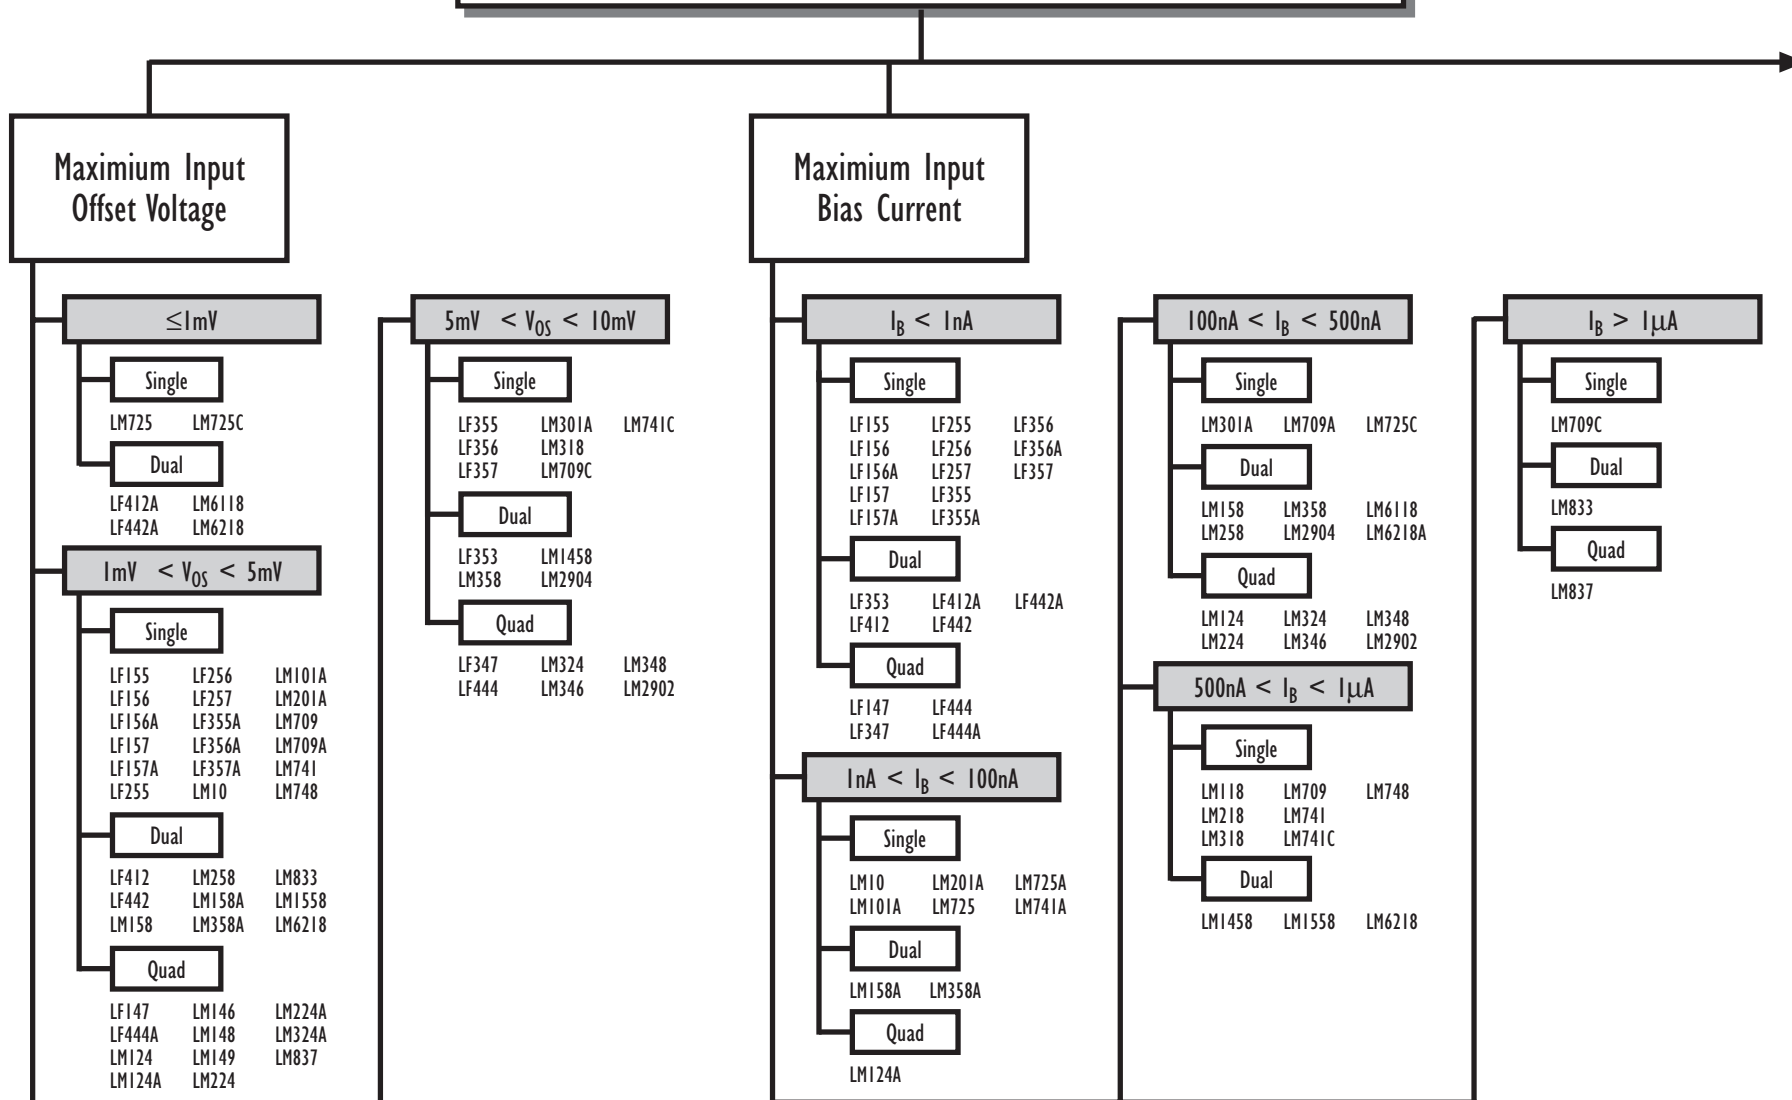 Maximium Input
Offset Voltage
≤1mV
Single
LM725 LM725C
Dual
LF412A LM6118
LF442A LM6218
1mV < VOS < 5mV
Single
LF155 LF256 LM101A
LF156 LF257 LM201A
LF156A LF355A LM709
LF157 LF356A LM709A
LF157A LF357A LM741
LF255 LM10 LM748
Dual
LF412 LM258 LM833
LF442 LM158A LM1558
LM158 LM358A LM6218
Quad
LF147 LM146 LM224A
LF444A LM148 LM324A
LM124 LM149 LM837
LM124A LM224
5mV < VOS < 10mV
Single
LF355 LM301A LM741C
LF356 LM318
LF357 LM709C
Dual
LF353 LM1458
LM358 LM2904
Quad
LF347 LM324 LM348
LF444 LM346 LM2902
Maximium Input
Bias Current
IB < 1nA
Single
LF155 LF255 LF356
LF156 LF256 LF356A
LF156A LF257 LF357
LF157 LF355
LF157A LF355A
Dual
LF353 LF412A LF442A
LF412 LF442
Quad
LF147 LF444
LF347 LF444A
1nA < IB < 100nA
Single
LM10 LM201A LM725A
LM101A LM725 LM741A
Dual
LM158A LM358A
Quad
LM124A
100nA < IB < 500nA
Single
LM301A LM709A LM725C
Dual
LM158 LM358 LM6118
LM258 LM2904 LM6218A
Quad
LM124 LM324 LM348
LM224 LM346 LM2902
500nA < IB < 1μA
Single
LM118 LM709 LM748
LM218 LM741
LM318 LM741C
Dual
LM1458 LM1558 LM6218
IB > 1μA
Single
LM709C
Dual
LM833
Quad
LM837